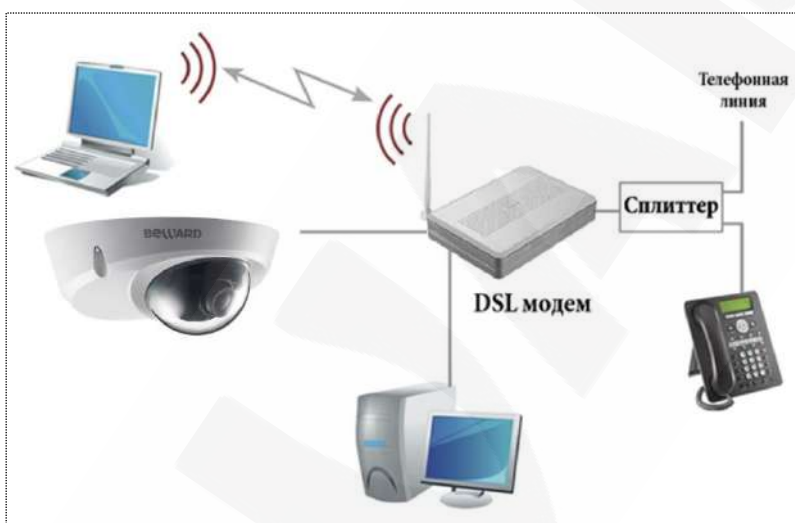 Телефонная
линия
BEWARD
Сплиттер
DSL модем